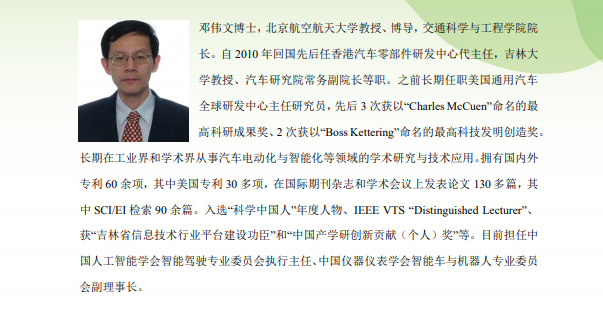 邓伟文博士，北京航空航天大学教授、博导，交通科学与工程学院院
长。自 2010 年回国先后任香港汽车零部件研发中心代主任，吉林大
学教授、汽车研究院常务副院长等职。之前长期任职美国通用汽车
全球研发中心主任研究员，先后 3 次获以“Charles McCuen”命名的最
高科研成果奖、2 次获以“Boss Kettering”命名的最高科技发明创造奖。
长期在工业界和学术界从事汽车电动化与智能化等领域的学术研究与技术应用。拥有国内外
专利 60 余项，其中美国专利 30 多项，在国际期刊杂志和学术会议上发表论文 130 多篇，其
中 SCI/EI 检索 90 余篇。入选“科学中国人”年度人物、IEEE VTS “Distinguished Lecturer”、
获“吉林省信息技术行业平台建设功臣”和“中国产学研创新贡献（个人）奖”等。目前担任中
国人工智能学会智能驾驶专业委员会执行主任、中国仪器仪表学会智能车与机器人专业委员
会副理事长。